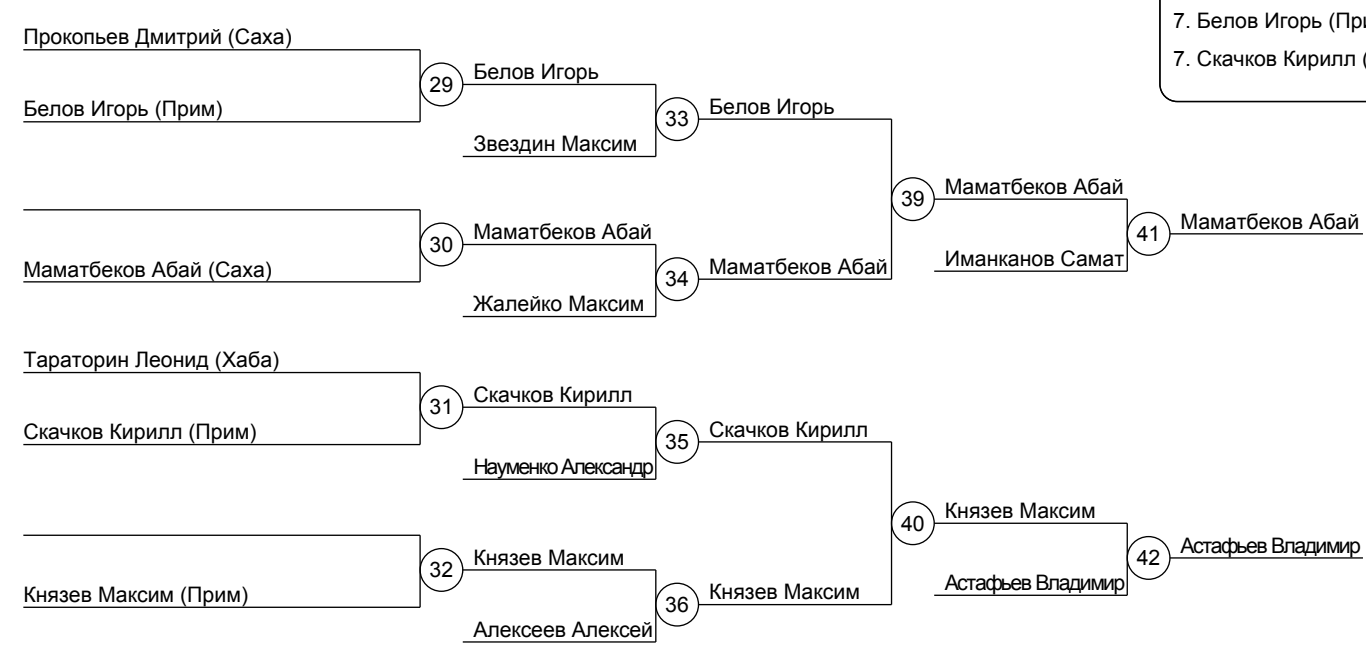 7. Белов Игорь (При
7. Скачков Кирилл (
Прокопьев Дмитрий (Саха)
29
Белов Игорь
Белов Игорь (Прим)
33
Белов Игорь
Звездин Максим
39
Маматбеков Абай
30
Маматбеков Абай
41
Маматбеков Абай
Маматбеков Абай (Саха)
34
Маматбеков Абай
Иманканов Самат
Жалейко Максим
Тараторин Леонид (Хаба)
31
Скачков Кирилл
Скачков Кирилл (Прим)
35
Скачков Кирилл
Науменко Александр
40
Князев Максим
32
Князев Максим
42
Астафьев Владимир
Князев Максим (Прим)
36
Князев Максим
Астафьев Владимир
Алексеев Алексей